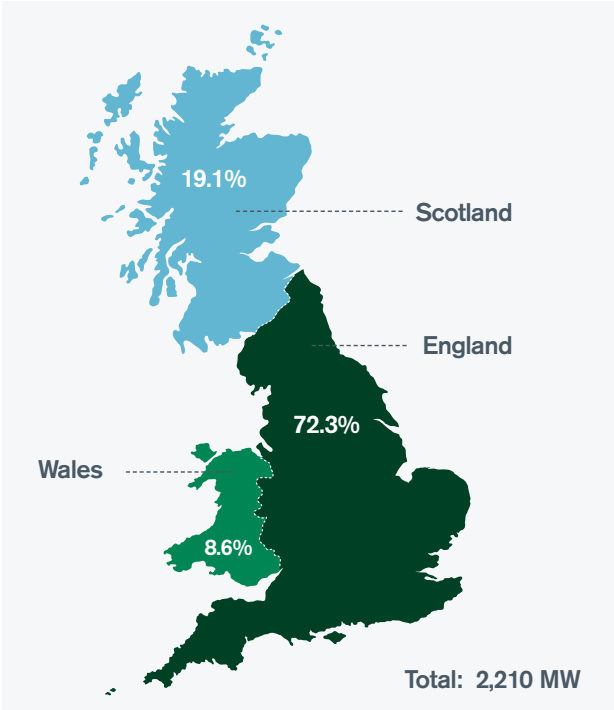 19.1%
Scotland
England
72.3%
Wales
8.6%
Total: 2,210 MW